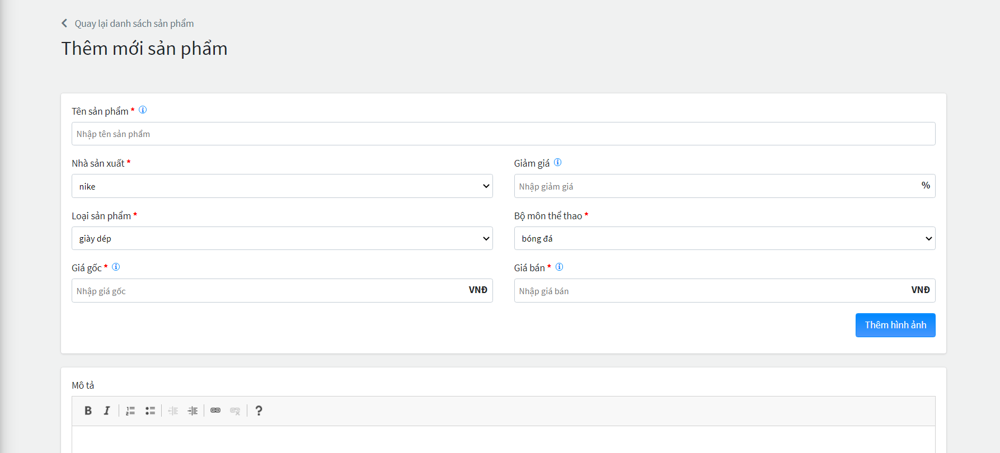 Quay lại danh sách sản phẩm
Thêm mới sản phẩm
Tên sản phẩm *
Nhập tên sản phẩm
Nhà sản xuất *
Giảm giá
nike
Nhập giảm giá %
Loại sản phẩm *
Bộ môn thể thao *
giày dép
bóng đá
Giá gốc *
Giá bán *
Nhập giá gốc VNĐ
Nhập giá bán VNĐ
Thêm hình ảnh
Mô tả
B I ?